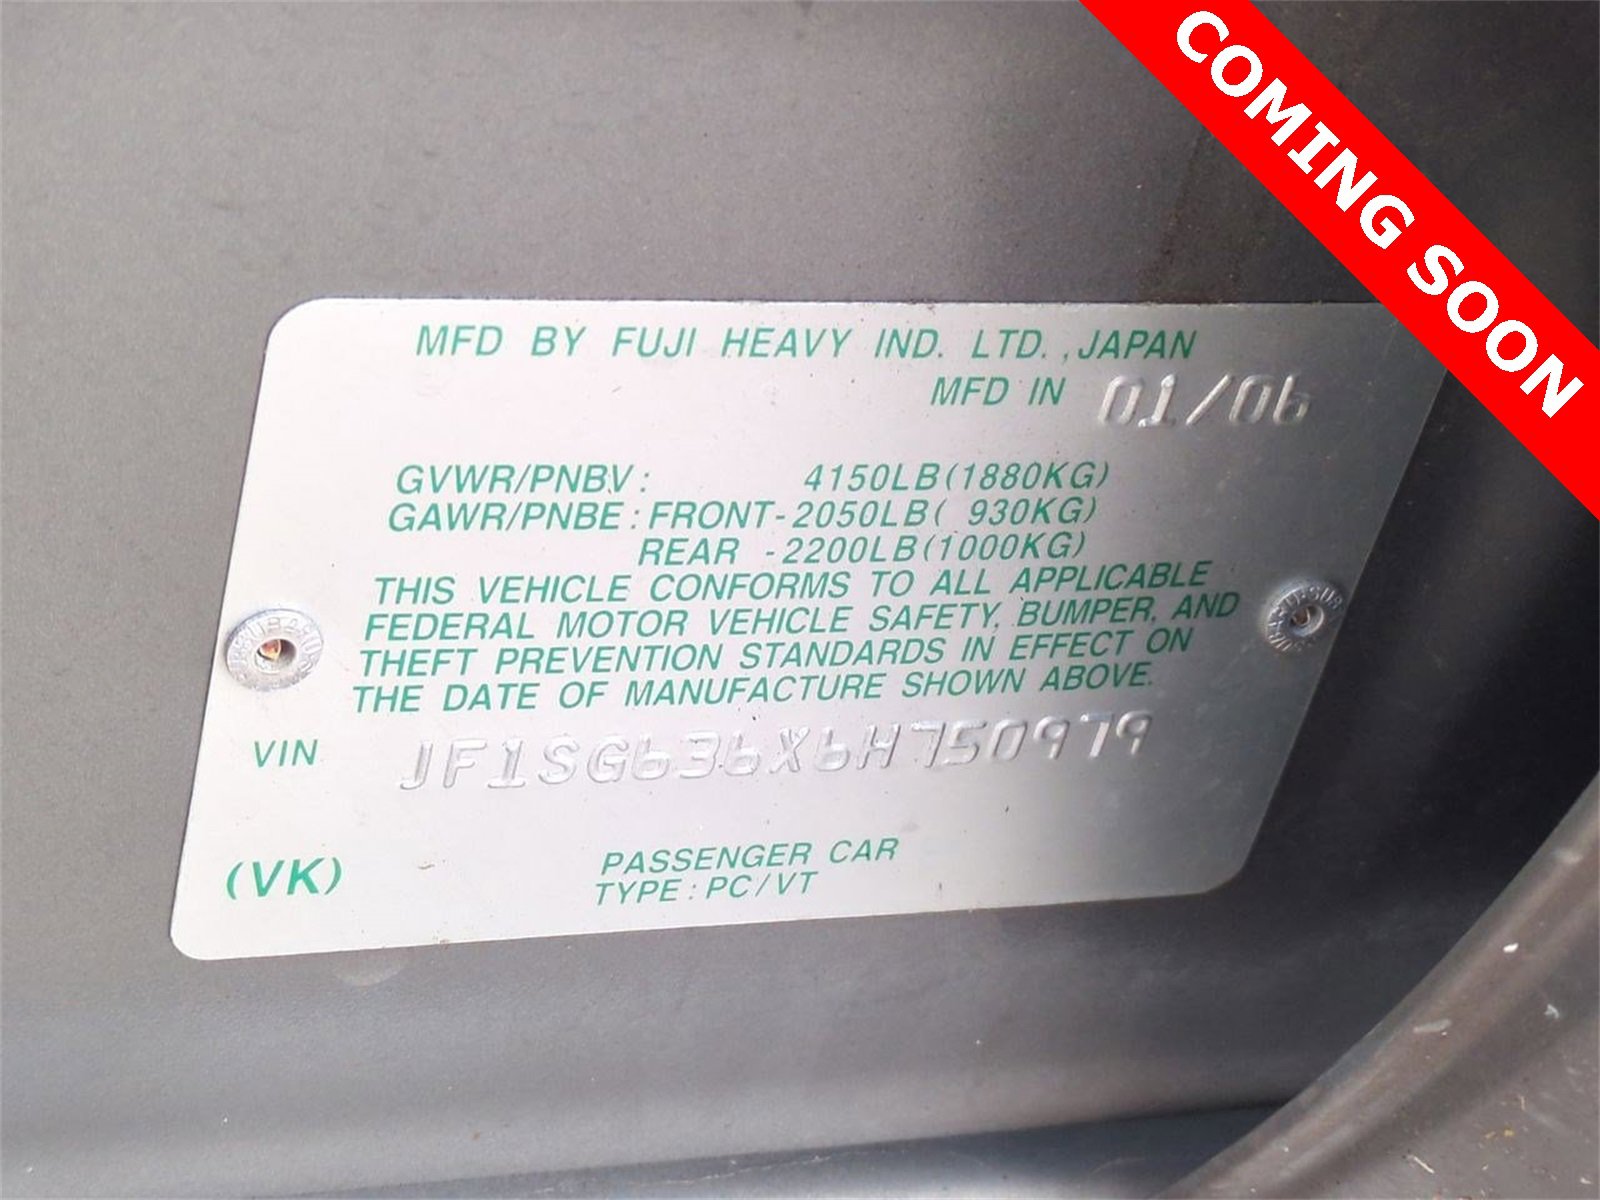 COMING SOON
MFD BY FUJI HEAVY IND. LTD. , JAPAN
MFD IN 01/06
GVWR/PNBV : 4150LB(1880KG)
GAWR/PNBE : FRONT-2050LB( 930KG)
REAR -2200LB(1000KG)
THIS VEHICLE CONFORMS TO ALL APPLICABLE
FEDERAL MOTOR VEHICLE SAFETY, BUMPER, AND
THEFT PREVENTION STANDARDS IN EFFECT ON
THE DATE OF MANUFACTURE SHOWN ABOVE.
VIN JF1SG636X6H750979
(VK) PASSENGER CAR
TYPE : PC/VT